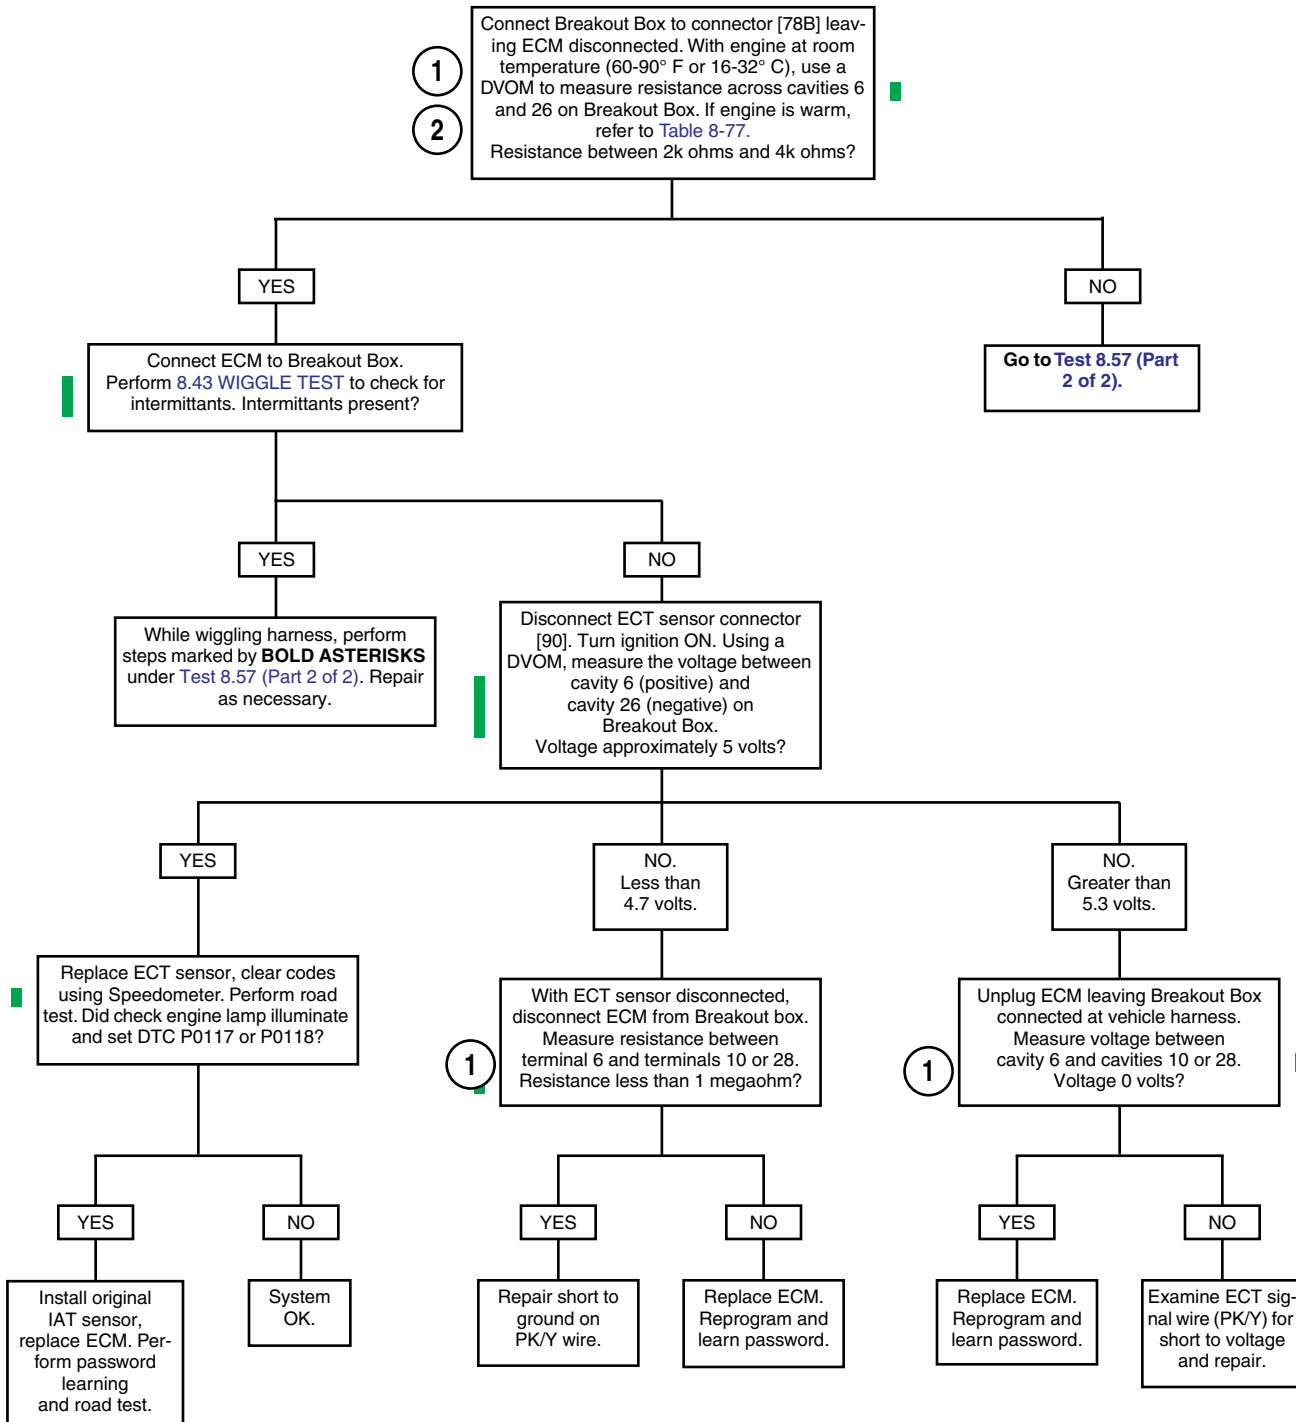 Connect Breakout Box to connector [78B] leav-
ing ECM disconnected. With engine at room
temperature (60-90° F or 16-32° C), use a
DVOM to measure resistance across cavities 6
and 26 on Breakout Box. If engine is warm,
refer to Table 8-77.
Resistance between 2k ohms and 4k ohms?
1
2
YES
NO
Connect ECM to Breakout Box.
Perform 8.43 WIGGLE TEST to check for
intermittants. Intermittants present?
Go to Test 8.57 (Part
2 of 2).
YES
NO
While wiggling harness, perform
steps marked by BOLD ASTERISKS
under Test 8.57 (Part 2 of 2). Repair
as necessary.
Disconnect ECT sensor connector
[90]. Turn ignition ON. Using a
DVOM, measure the voltage between
cavity 6 (positive) and
cavity 26 (negative) on
Breakout Box.
Voltage approximately 5 volts?
YES
NO.
Less than
4.7 volts.
NO.
Greater than
5.3 volts.
Replace ECT sensor, clear codes
using Speedometer. Perform road
test. Did check engine lamp illuminate
and set DTC P0117 or P0118?
1
With ECT sensor disconnected,
disconnect ECM from Breakout box.
Measure resistance between
terminal 6 and terminals 10 or 28.
Resistance less than 1 megaohm?
1
Unplug ECM leaving Breakout Box
connected at vehicle harness.
Measure voltage between
cavity 6 and cavities 10 or 28.
Voltage 0 volts?
YES
NO
YES
NO
YES
NO
Install original
IAT sensor,
replace ECM. Per-
form password
learning
and road test.
System
OK.
Repair short to
ground on
PK/Y wire.
Replace ECM.
Reprogram and
learn password.
Replace ECM.
Reprogram and
learn password.
Examine ECT sig-
nal wire (PK/Y) for
short to voltage
and repair.